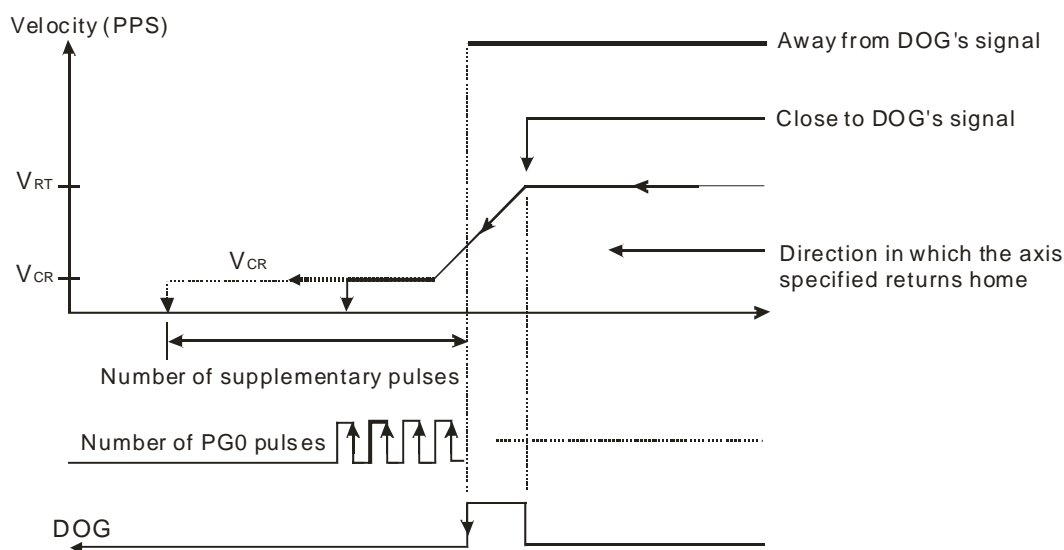 Velocity (PPS)
Away from DOG's signal
Close to DOG's signal
VRT
VCR
VCR
Direction in which the axis
specified returns home
Number of supplementary pulses
Number of PG0 pulses
DOG